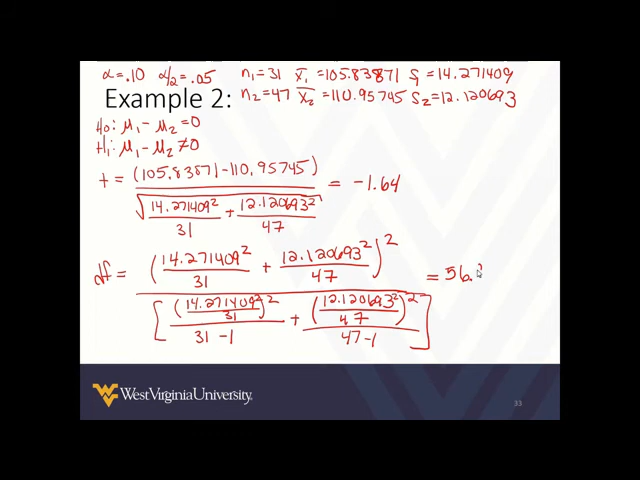 α=.10 α/2=.05 n₁=31 x̄₁=105.83871 S₁=14.271409
Example 2: n₂=47 x̄₂=110.95745 S₂=12.120693
H₀: μ₁-μ₂=0
H₁: μ₁-μ₂≠0
t = (105.83871-110.95745) / √(14.271409²/31 + 12.120693²/47) = -1.64
df = (14.271409²/31 + 12.120693²/47)² / [(14.271409²/31)²/(31-1) + (12.120693²/47)²/(47-1)] = 56.
WestVirginiaUniversity.
33